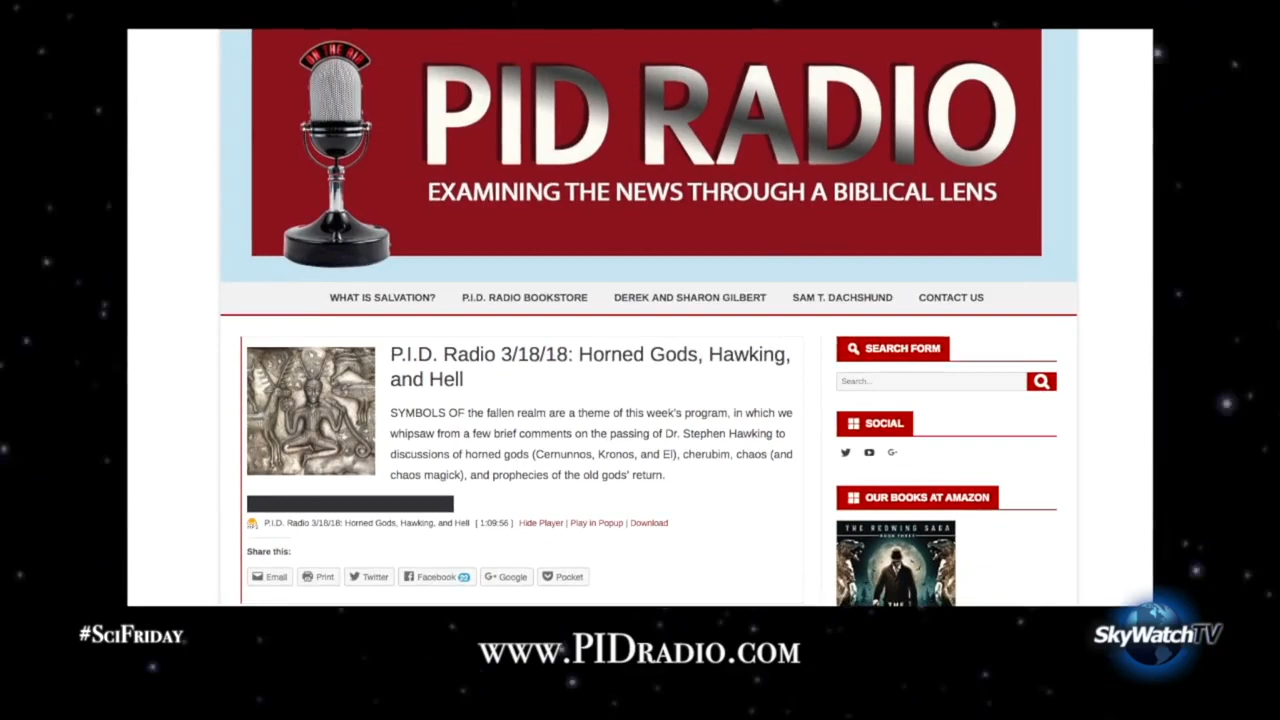 ON THE AIR
PID RADIO
EXAMINING THE NEWS THROUGH A BIBLICAL LENS
WHAT IS SALVATION? P.I.D. RADIO BOOKSTORE DEREK AND SHARON GILBERT SAM T. DACHSHUND CONTACT US
P.I.D. Radio 3/18/18: Horned Gods, Hawking,
and Hell
SYMBOLS OF the fallen realm are a theme of this week's program, in which we
whipsaw from a few brief comments on the passing of Dr. Stephen Hawking to
discussions of horned gods (Cernunnos, Kronos, and El), cherubim, chaos (and
chaos magick), and prophecies of the old gods' return.
P.I.D. Radio 3/18/18: Horned Gods, Hawking, and Hell [ 1:09:56 ] Hide Player | Play in Popup | Download
Share this:
Email Print Twitter Facebook 23 Google Pocket
SEARCH FORM
Search...
SOCIAL
G+
OUR BOOKS AT AMAZON
THE REDWING SAGA
BOOK THREE
THE
#SCIFRIDAY
WWW.PIDRADIO.COM
SkyWatchTV